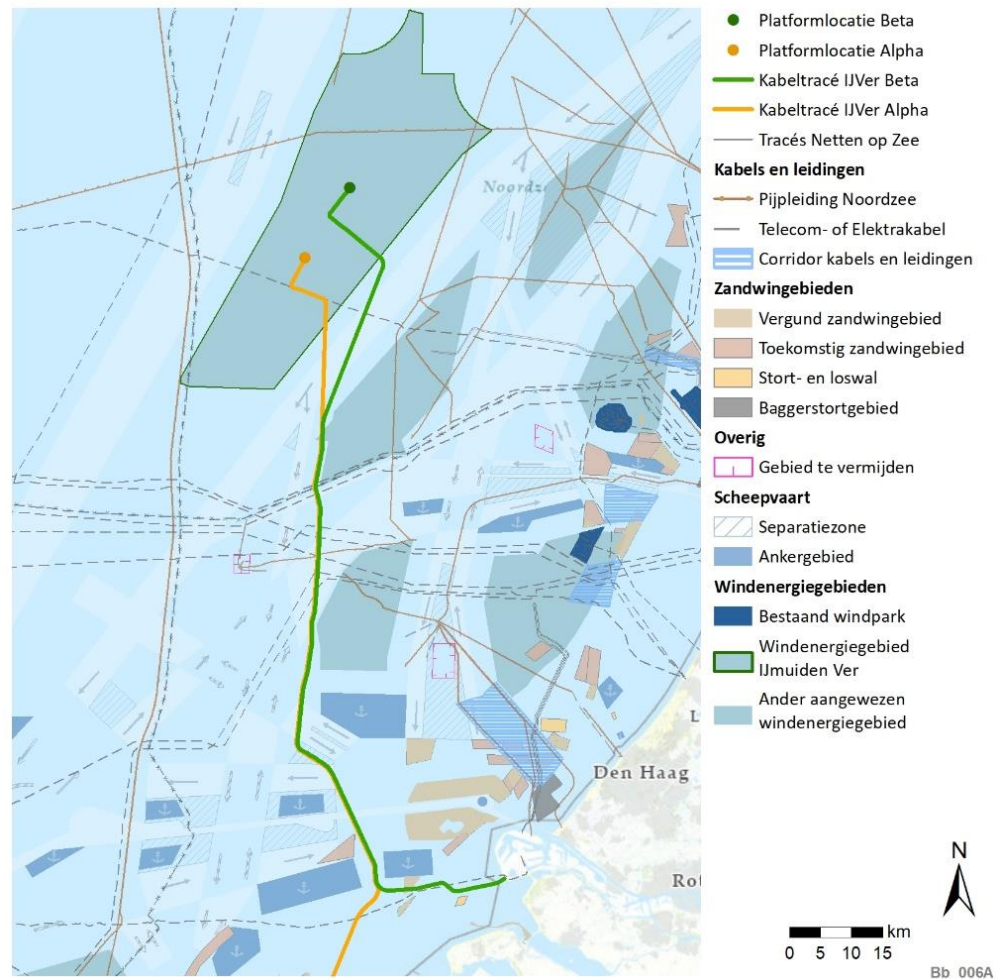 Noordz
Den Haag
L
Rot
Platformlocatie Beta
Platformlocatie Alpha
Kabeltracé IJVer Beta
Kabeltracé IJVer Alpha
Tracés Netten op Zee
Kabels en leidingen
Pijpleiding Noordzee
Telecom- of Elektrakabel
Corridor kabels en leidingen
Zandwingebieden
Vergund zandwingebied
Toekomstig zandwingebied
Stort- en loswal
Baggerstortgebied
Overig
Gebied te vermijden
Scheepvaart
Separatiezone
Ankergebied
Windenergiegebieden
Bestaand windpark
Windenergiegebied
IJmuiden Ver
Ander aangewezen
windenergiegebied
N
km
0 5 10 15
Bb_006A